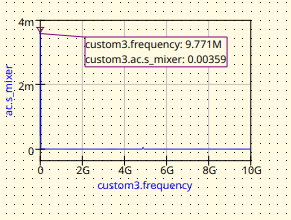 4m
custom3.frequency: 9.771M
custom3.ac.s_mixer: 0.00359
ac.s_mixer
2m
0
0 2G 4G 6G 8G 10G
custom3.frequency